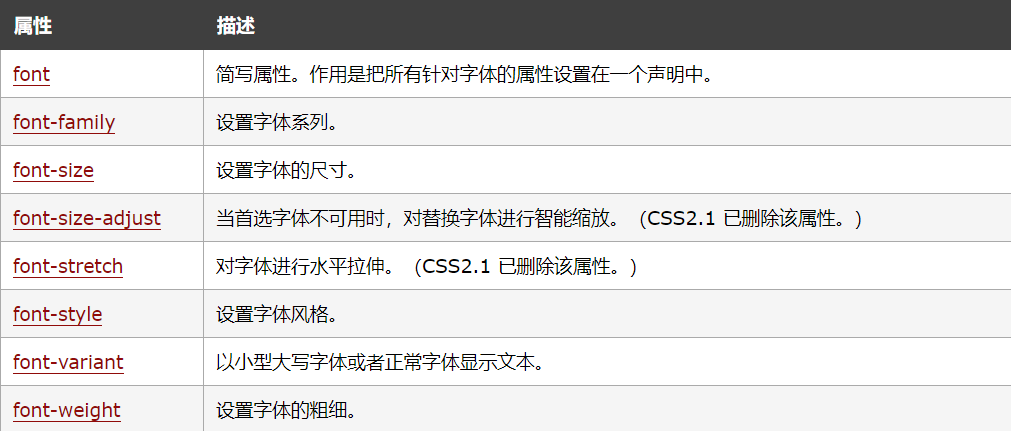 属性 描述
font 简写属性。作用是把所有针对字体的属性设置在一个声明中。
font-family 设置字体系列。
font-size 设置字体的尺寸。
font-size-adjust 当首选字体不可用时，对替换字体进行智能缩放。（CSS2.1 已删除该属性。）
font-stretch 对字体进行水平拉伸。（CSS2.1 已删除该属性。）
font-style 设置字体风格。
font-variant 以小型大写字体或者正常字体显示文本。
font-weight 设置字体的粗细。